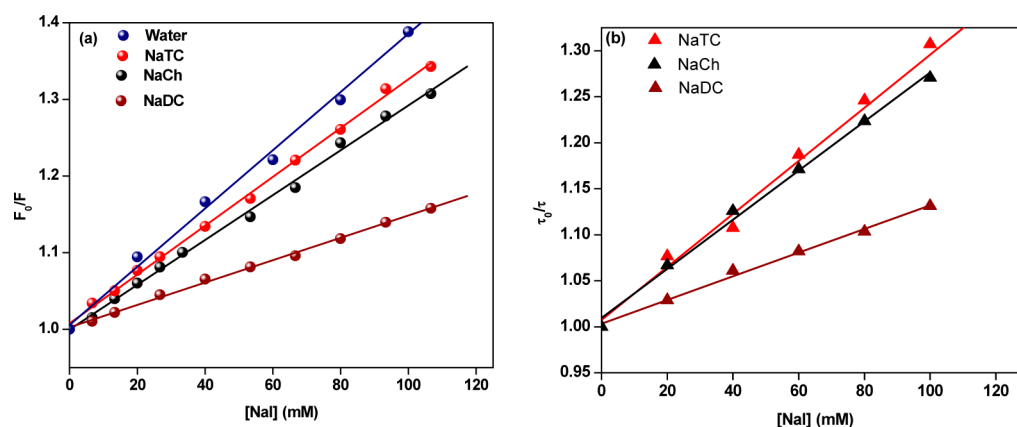 (a)
Water
NaTC
NaCh
NaDC
F₀/F
1.4
1.3
1.2
1.1
1.0
0 20 40 60 80 100 120
[NaI] (mM)
(b)
NaTC
NaCh
NaDC
τ₀/τ
1.30
1.25
1.20
1.15
1.10
1.05
1.00
0.95
0 20 40 60 80 100 120
[NaI] (mM)